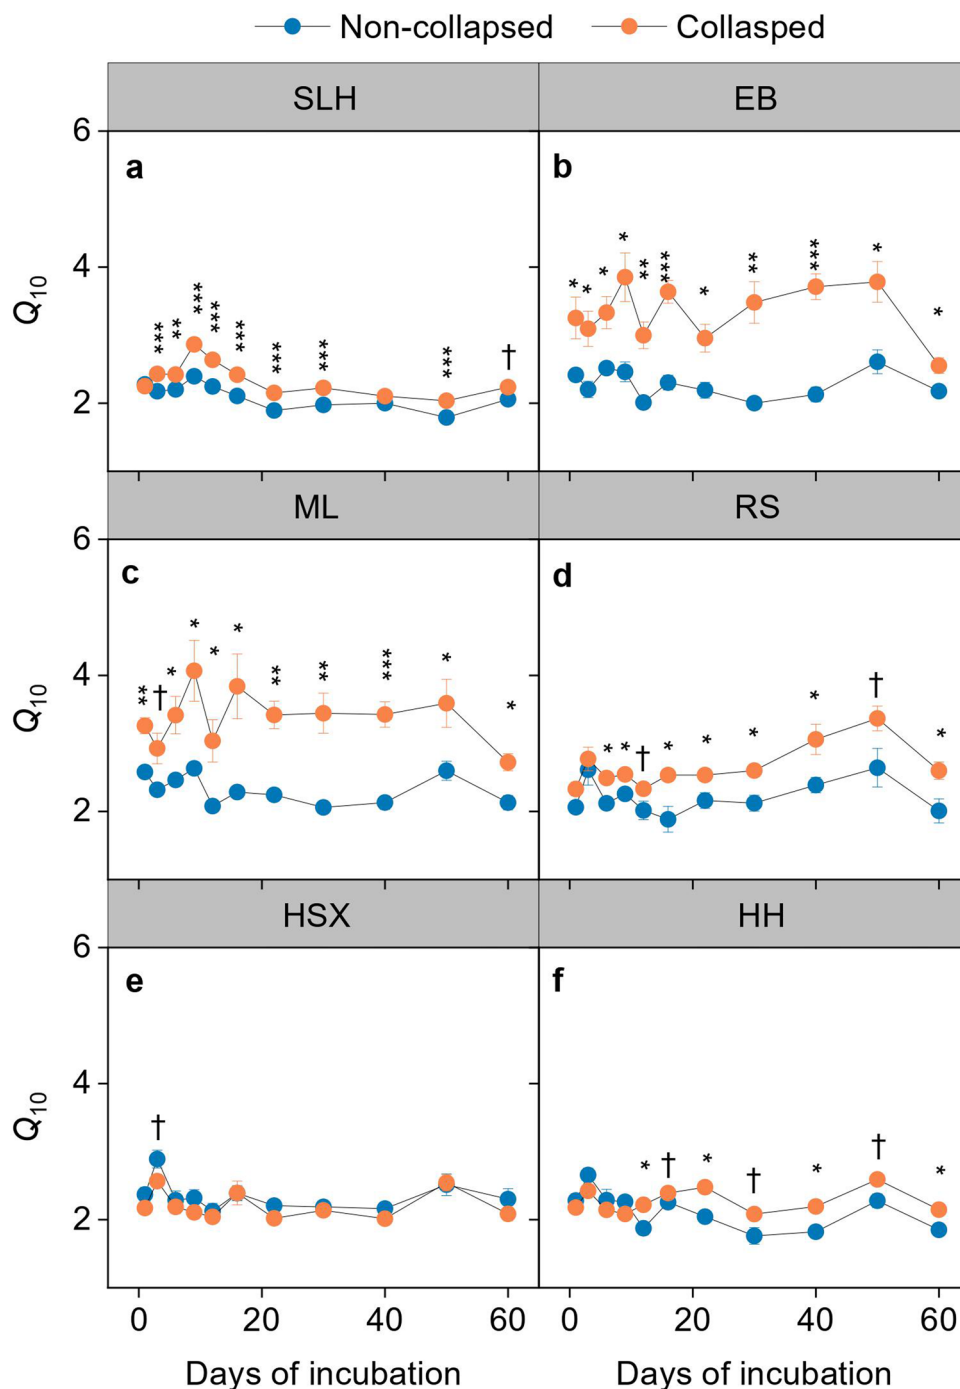 Non-collapsed Collasped
SLH EB
6
a b
* * * * ** *** * ** *** * *
4
*** ** *** *** *** *** *** *** †
Q10
2
ML RS
6
c d
** † * * * * ** ** *** * *
4
* * † * * * * † *
Q10
2
HSX HH
6
e f
4
†
* † * † * † *
Q10
2
0 20 40 60 0 20 40 60
Days of incubation Days of incubation